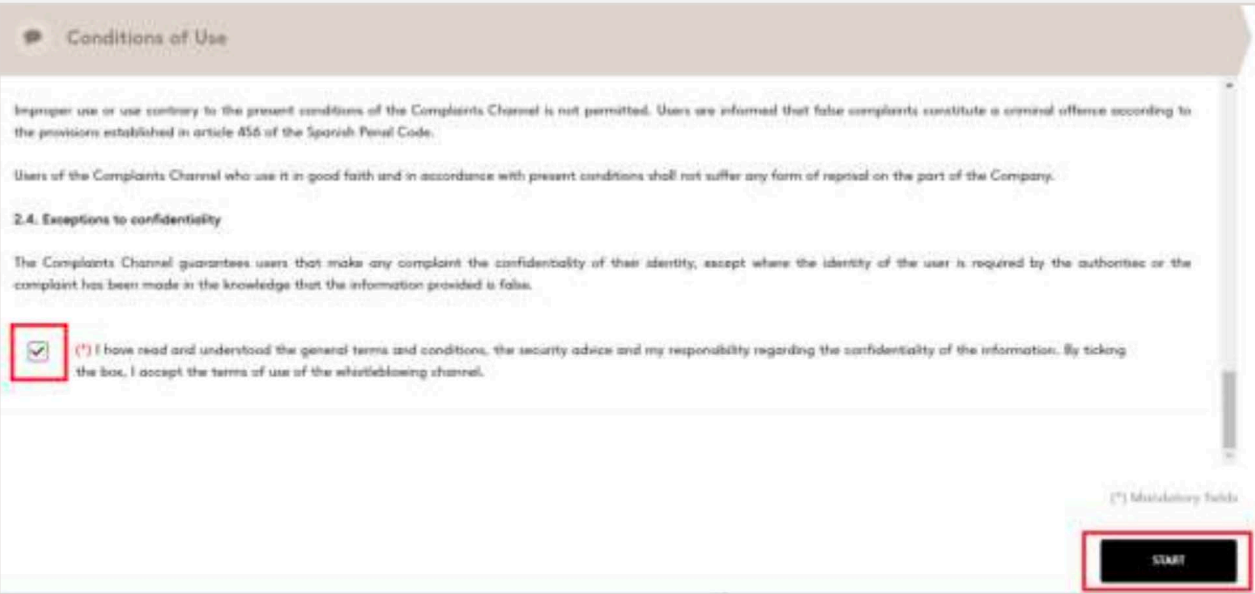 Conditions of Use
Improper use or use contrary to the present conditions of the Complaints Channel is not permitted. Users are informed that false complaints constitute a criminal offence according to
the provisions established in article 456 of the Spanish Penal Code.
Users of the Complaints Channel who use it in good faith and in accordance with present conditions shall not suffer any form of reprisal on the part of the Company.
2.4. Exceptions to confidentiality
The Complaints Channel guarantees users that make any complaint the confidentiality of their identity, except where the identity of the user is required by the authorities or the
complaint has been made in the knowledge that the information provided is false.
(*) I have read and understood the general terms and conditions, the security advice and my responsibility regarding the confidentiality of the information. By ticking
the box, I accept the terms of use of the whistleblowing channel.
(*) Mandatory fields
START